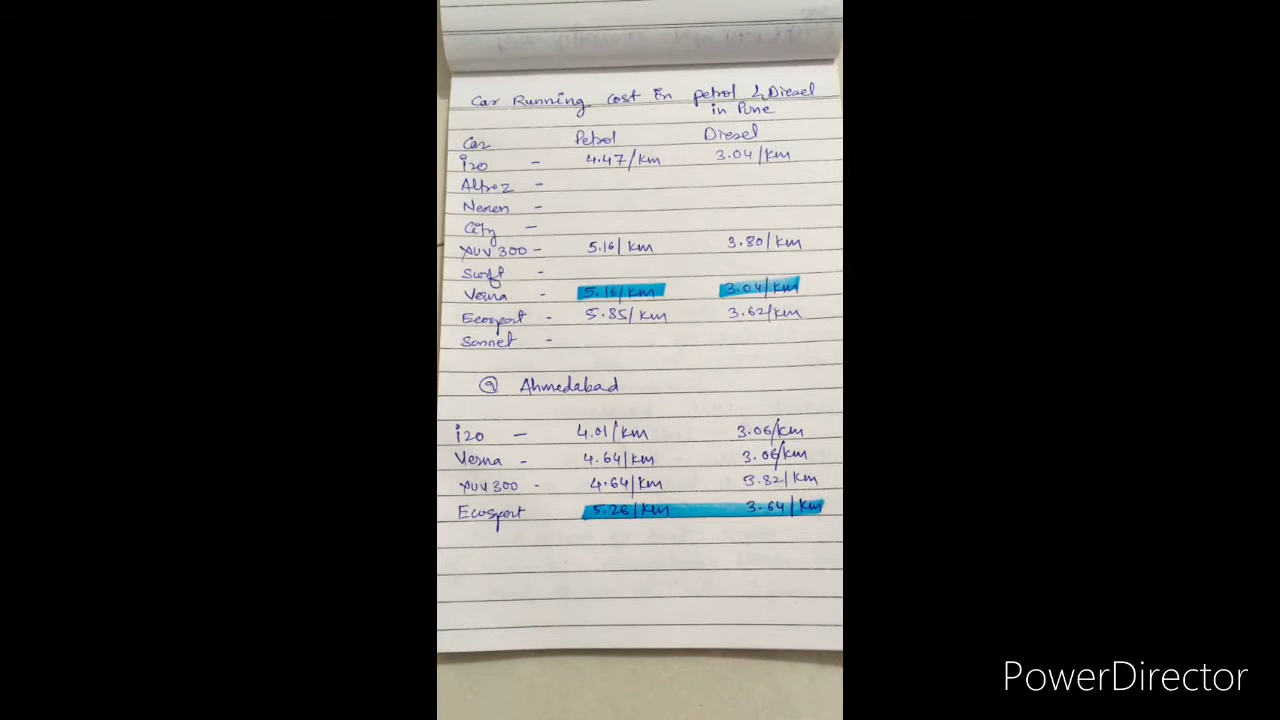 Car Running cost in petrol & Diesel
in Pune
Car Petrol Diesel
i20 - 4.47/km 3.04/km
Altroz -
Nexon -
City -
XUV 300 - 5.16/km 3.80/km
Swift -
Verna - 5.16/km 3.04/km
Ecosport - 5.85/km 3.62/km
Sonnet -
@ Ahmedabad
i20 - 4.01/km 3.06/km
Verna - 4.64/km 3.06/km
XUV 300 - 4.64/km 3.82/km
Ecosport 5.26/km 3.64/km
PowerDirector